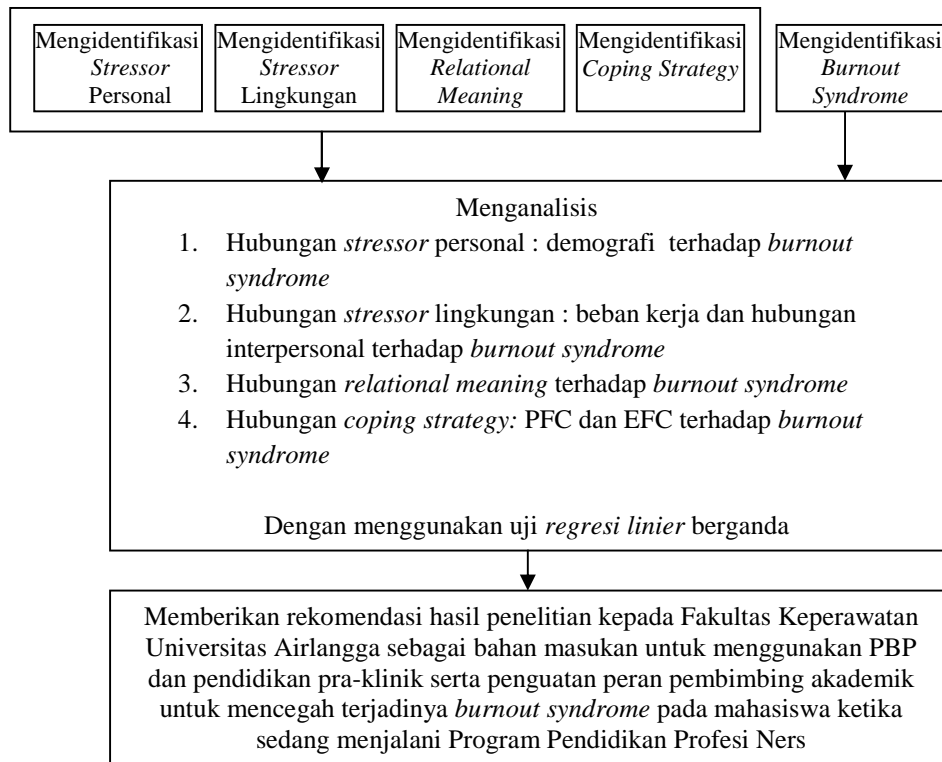 Mengidentifikasi
Stressor
Personal
Mengidentifikasi
Stressor
Lingkungan
Mengidentifikasi
Relational
Meaning
Mengidentifikasi
Coping Strategy
Mengidentifikasi
Burnout
Syndrome
Menganalisis
1. Hubungan stressor personal : demografi terhadap burnout
syndrome
2. Hubungan stressor lingkungan : beban kerja dan hubungan
interpersonal terhadap burnout syndrome
3. Hubungan relational meaning terhadap burnout syndrome
4. Hubungan coping strategy: PFC dan EFC terhadap burnout
syndrome
Dengan menggunakan uji regresi linier berganda
Memberikan rekomendasi hasil penelitian kepada Fakultas Keperawatan
Universitas Airlangga sebagai bahan masukan untuk menggunakan PBP
dan pendidikan pra-klinik serta penguatan peran pembimbing akademik
untuk mencegah terjadinya burnout syndrome pada mahasiswa ketika
sedang menjalani Program Pendidikan Profesi Ners